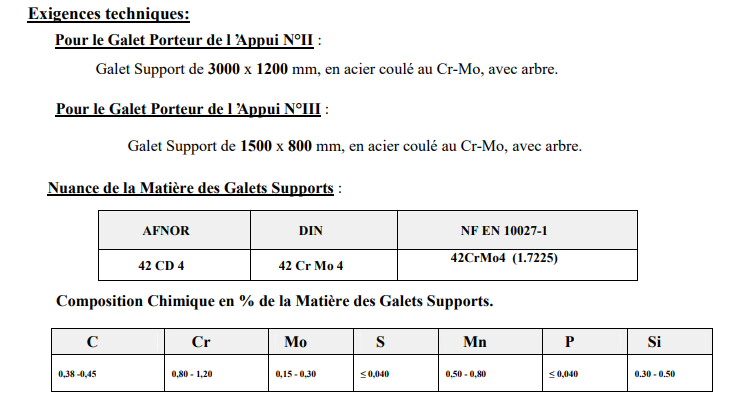 Exigences techniques:
Pour le Galet Porteur de l 'Appui N°II :
Galet Support de 3000 x 1200 mm, en acier coulé au Cr-Mo, avec arbre.
Pour le Galet Porteur de l 'Appui N°III :
Galet Support de 1500 x 800 mm, en acier coulé au Cr-Mo, avec arbre.
Nuance de la Matière des Galets Supports :
AFNOR DIN NF EN 10027-1
42 CD 4 42 Cr Mo 4 42CrMo4 (1.7225)
Composition Chimique en % de la Matière des Galets Supports.
C Cr Mo S Mn P Si
0,38 -0,45 0,80 - 1,20 0,15 - 0,30 ≤ 0,040 0,50 - 0,80 ≤ 0,040 0.30 - 0.50